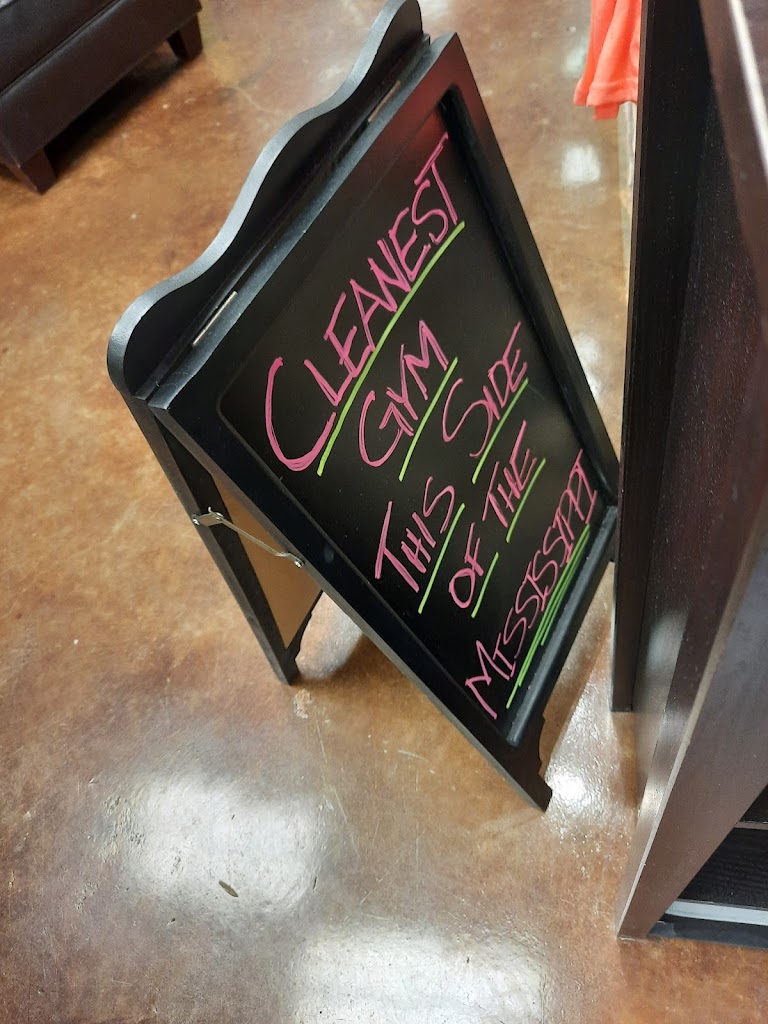 CLEANEST
GYM
THIS SIDE
OF THE
MISSISSIPPI